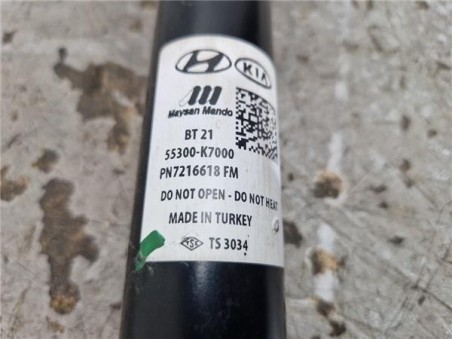 KIA
Maysan Mando
BT 21
55300-K7000
PN7216618 FM
DO NOT OPEN - DO NOT HEAT
MADE IN TURKEY
TSE TS 3034